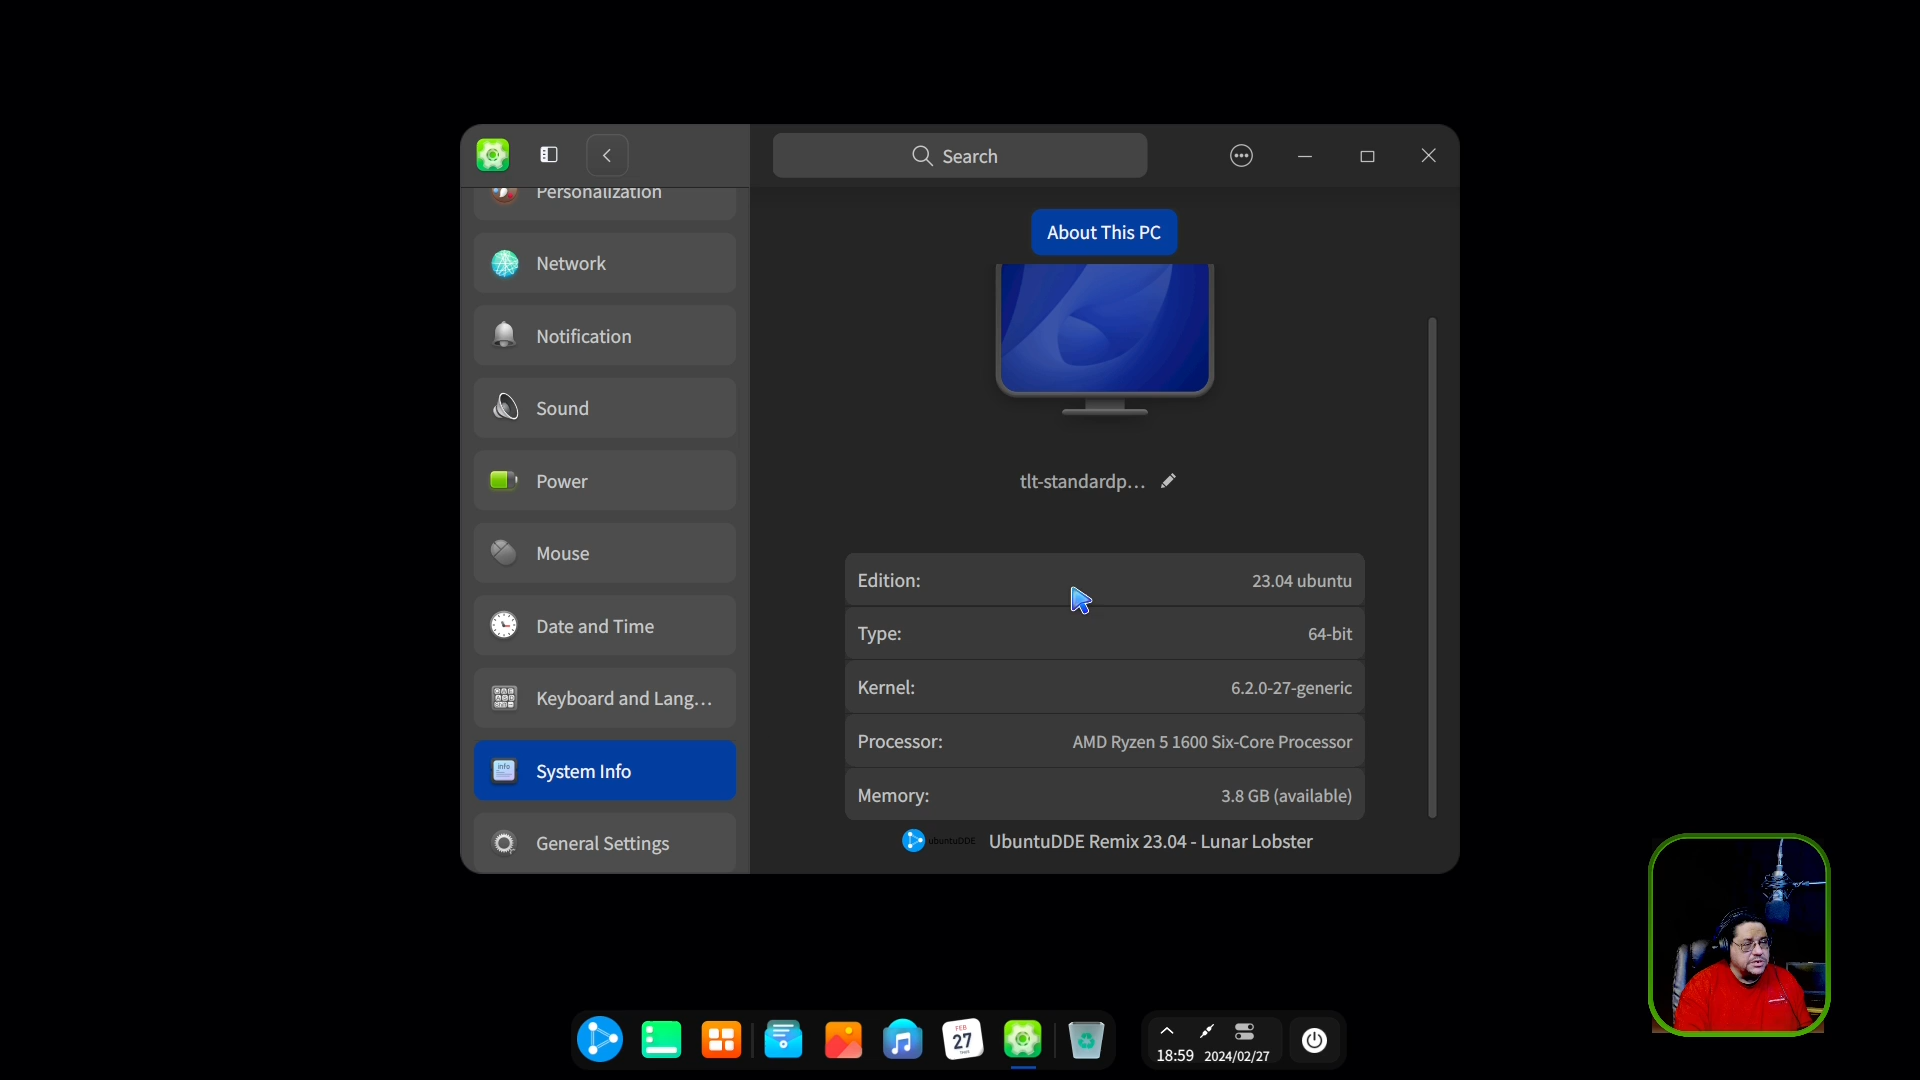 Search
Personalization
Network
Notification
Sound
Power
Mouse
Date and Time
Keyboard and Lang...
System Info
General Settings
About This PC
tlt-standardp...
Edition: 23.04 ubuntu
Type: 64-bit
Kernel: 6.2.0-27-generic
Processor: AMD Ryzen 5 1600 Six-Core Processor
Memory: 3.8 GB (available)
ubuntuDDE UbuntuDDE Remix 23.04 - Lunar Lobster
info
FEB
27
18:59 2024/02/27